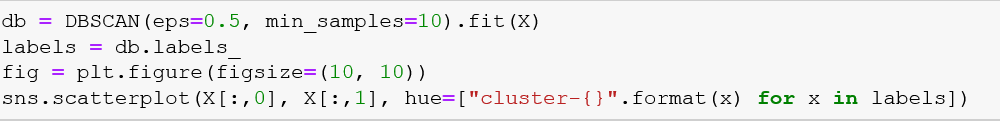 db = DBSCAN(eps=0.5, min_samples=10).fit(X)
labels = db.labels_
fig = plt.figure(figsize=(10, 10))
sns.scatterplot(X[:,0], X[:,1], hue=["cluster-{}".format(x) for x in labels])